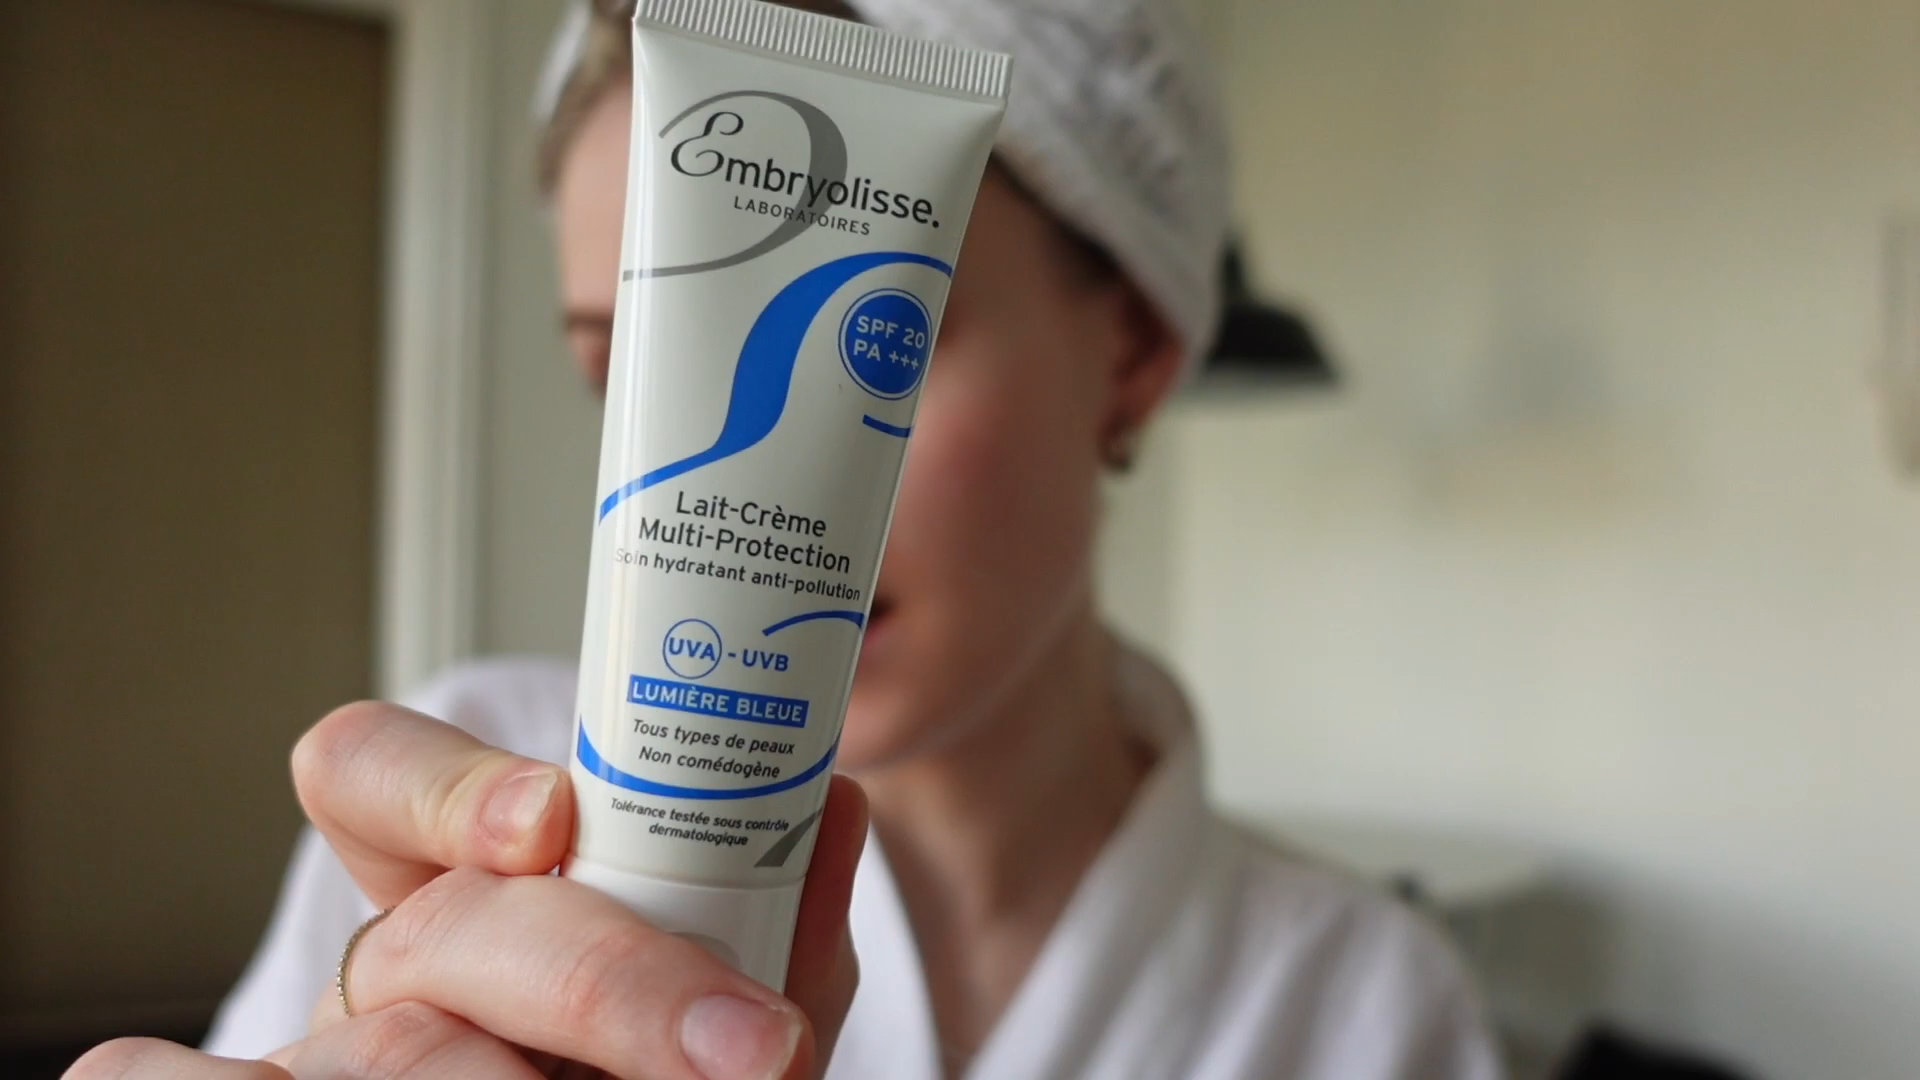 Embryolisse.
LABORATOIRES
SPF 20
PA +++
Lait-Crème
Multi-Protection
Soin hydratant anti-pollution
UVA - UVB
LUMIÈRE BLEUE
Tous types de peaux
Non comédogène
Tolérance testée sous contrôle
dermatologique